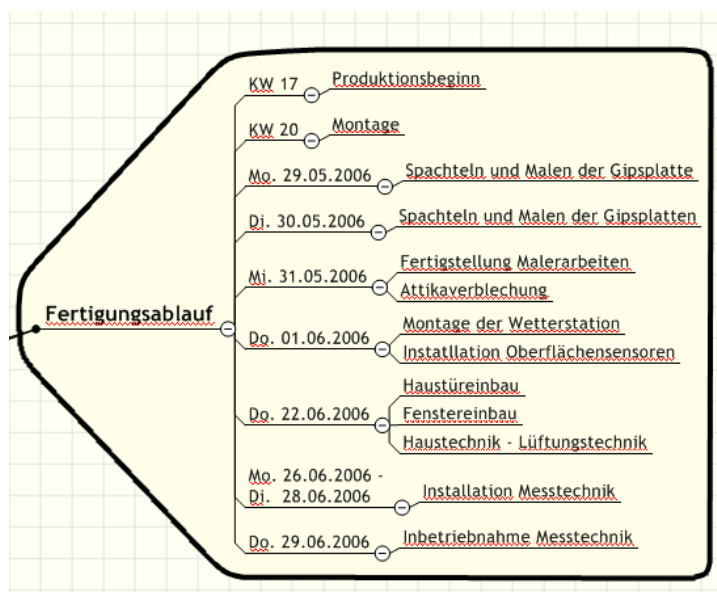 KW 17
Produktionsbeginn
KW 20
Montage
Mo. 29.05.2006
Spachteln und Malen der Gipsplatte
Di. 30.05.2006
Spachteln und Malen der Gipsplatten
Mi. 31.05.2006
Fertigstellung Malerarbeiten
Attikaverblechung
Fertigungsablauf
Do. 01.06.2006
Montage der Wetterstation
Instatllation Oberflächensensoren
Do. 22.06.2006
Haustüreinbau
Fenstereinbau
Haustechnik - Lüftungstechnik
Mo. 26.06.2006 -
Di. 28.06.2006
Installation Messtechnik
Do. 29.06.2006
Inbetriebnahme Messtechnik